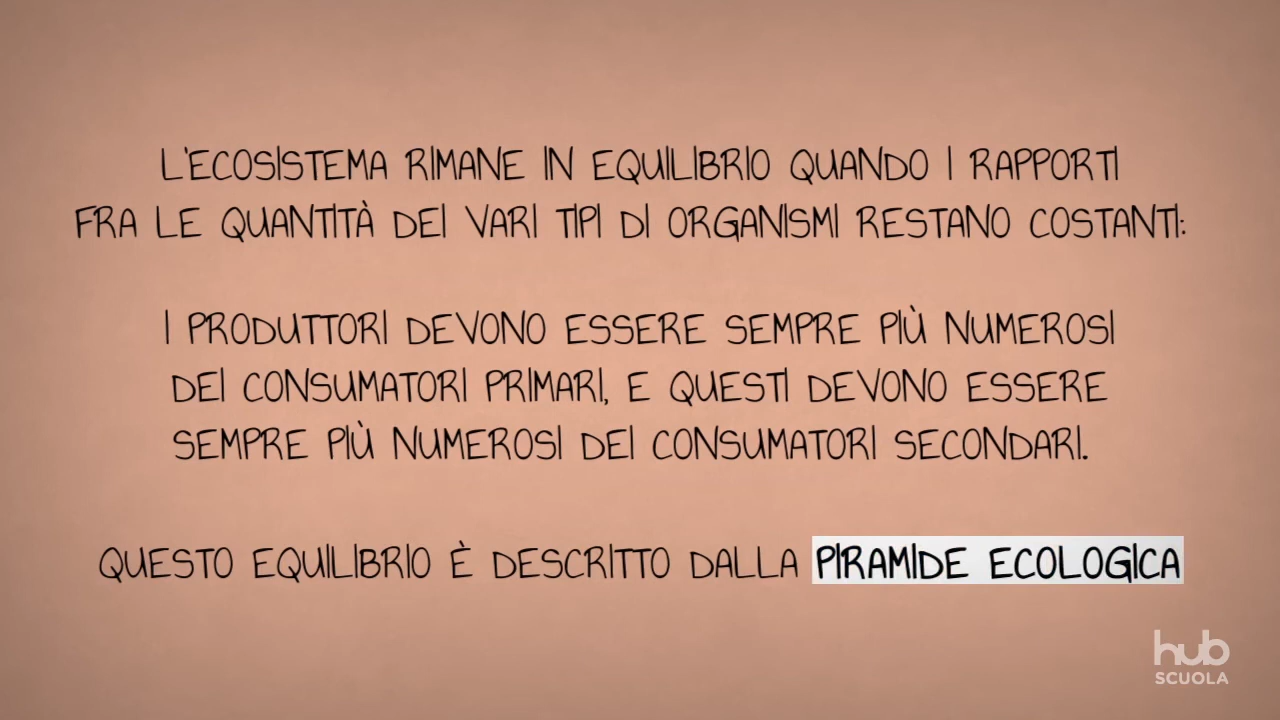 L'ECOSISTEMA RIMANE IN EQUILIBRIO QUANDO I RAPPORTI
FRA LE QUANTITÀ DEI VARI TIPI DI ORGANISMI RESTANO COSTANTI:
I PRODUTTORI DEVONO ESSERE SEMPRE PIÙ NUMEROSI
DEI CONSUMATORI PRIMARI, E QUESTI DEVONO ESSERE
SEMPRE PIÙ NUMEROSI DEI CONSUMATORI SECONDARI.
QUESTO EQUILIBRIO È DESCRITTO DALLA PIRAMIDE ECOLOGICA
hub
SCUOLA